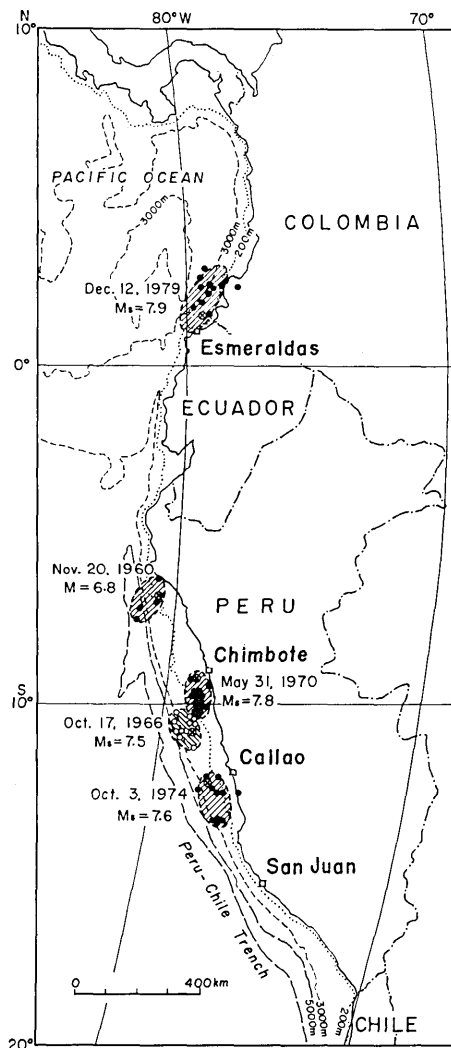 80°W
70°
10°
PACIFIC OCEAN
3000m
COLOMBIA
3000m
200m
Dec. 12, 1979
Ms = 7.9
Esmeraldas
0°
ECUADOR
Nov. 20, 1960
M = 6.8
PERU
Chimbote
May 31, 1970
Ms = 7.8
S
10°
Oct. 17, 1966
Ms = 7.5
Callao
Oct. 3, 1974
Ms = 7.6
San Juan
Peru-Chile
Trench
0
400km
5000m
3000m
200m
CHILE
20°